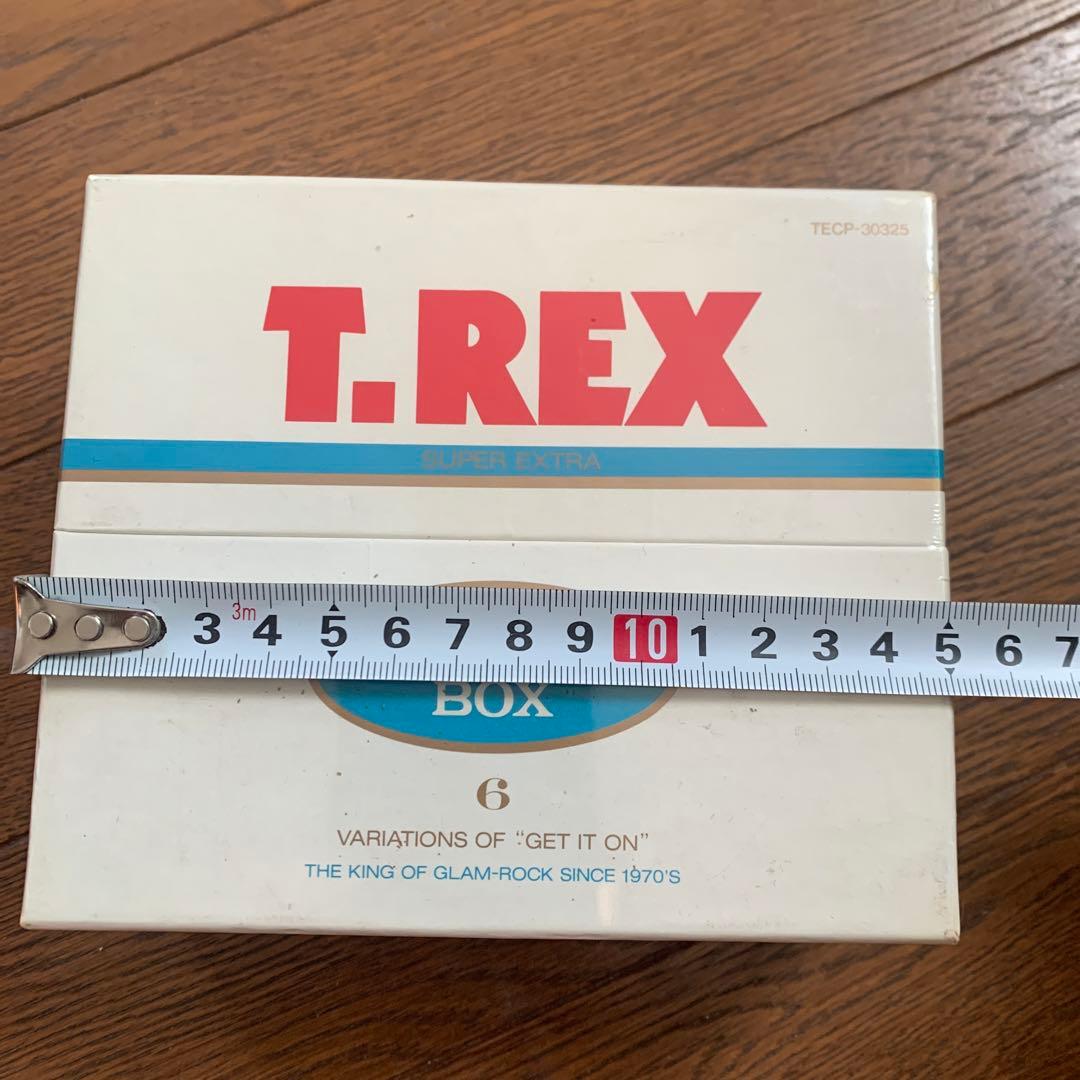 TECP-30325
T.REX
SUPER EXTRA
3m
3 4 5 6 7 8 9 10 1 2 3 4 5 6 7
BOX
6
VARIATIONS OF "GET IT ON"
THE KING OF GLAM-ROCK SINCE 1970'S